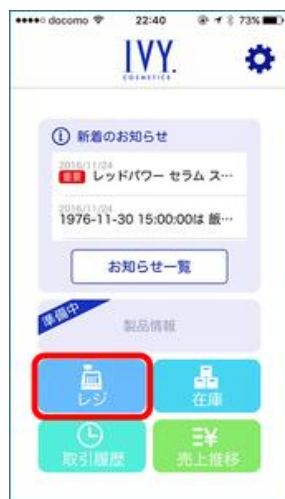 docomo 22:40 73%
IVY.
COSMETICS
新着のお知らせ
2016/11/24
重要 レッドパワー セラム ス…
2016/11/24
1976-11-30 15:00:00は 飯…
お知らせ一覧
準備中
製品情報
レジ
在庫
取引履歴
売上推移